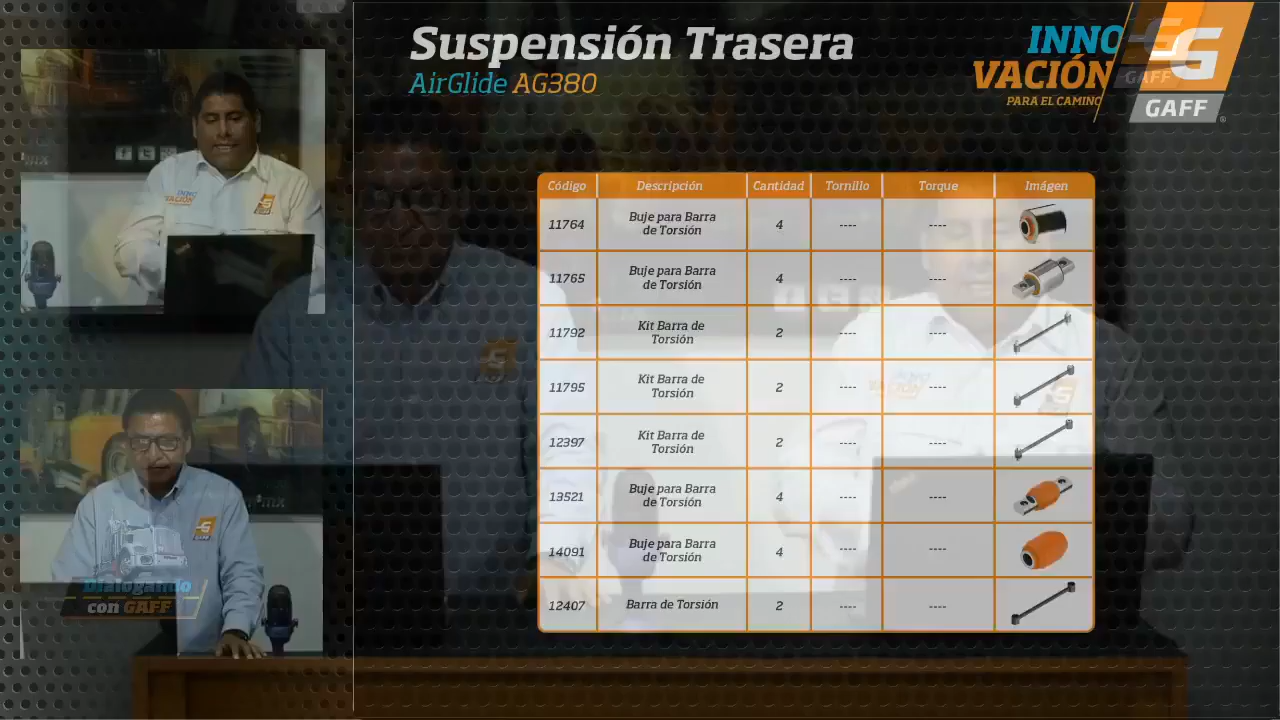 Suspensión Trasera
AirGlide AG380
INNO
VACIÓN
PARA EL CAMINO
GAFF
GAFF
Código Descripción Cantidad Tornillo Torque Imágen
11764 Buje para Barra de Torsión 4 ---- ----
11765 Buje para Barra de Torsión 4 ---- ----
11792 Kit Barra de Torsión 2 ---- ----
11795 Kit Barra de Torsión 2 ---- ----
12397 Kit Barra de Torsión 2 ---- ----
13521 Buje para Barra de Torsión 4 ---- ----
14091 Buje para Barra de Torsión 4 ---- ----
12407 Barra de Torsión 2 ---- ----
INNO
VACIÓN
Dialogando
con GAFF